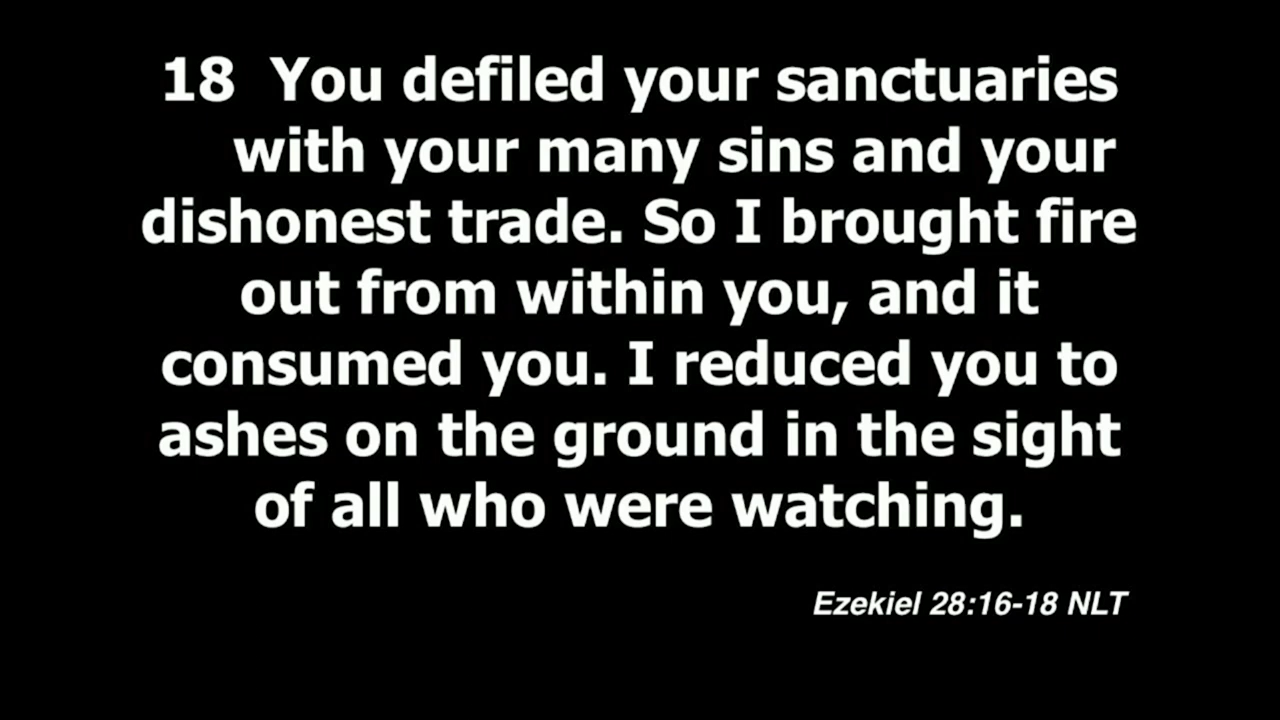 18 You defiled your sanctuaries
with your many sins and your
dishonest trade. So I brought fire
out from within you, and it
consumed you. I reduced you to
ashes on the ground in the sight
of all who were watching.
Ezekiel 28:16-18 NLT